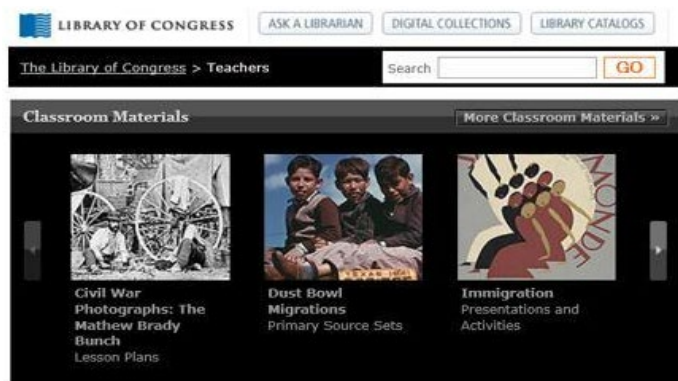 LIBRARY OF CONGRESS
ASK A LIBRARIAN
DIGITAL COLLECTIONS
LIBRARY CATALOGS
The Library of Congress > Teachers
Search
GO
Classroom Materials
More Classroom Materials »
Civil War
Photographs: The
Mathew Brady
Bunch
Lesson Plans
Dust Bowl
Migrations
Primary Source Sets
MONDE
Immigration
Presentations and
Activities